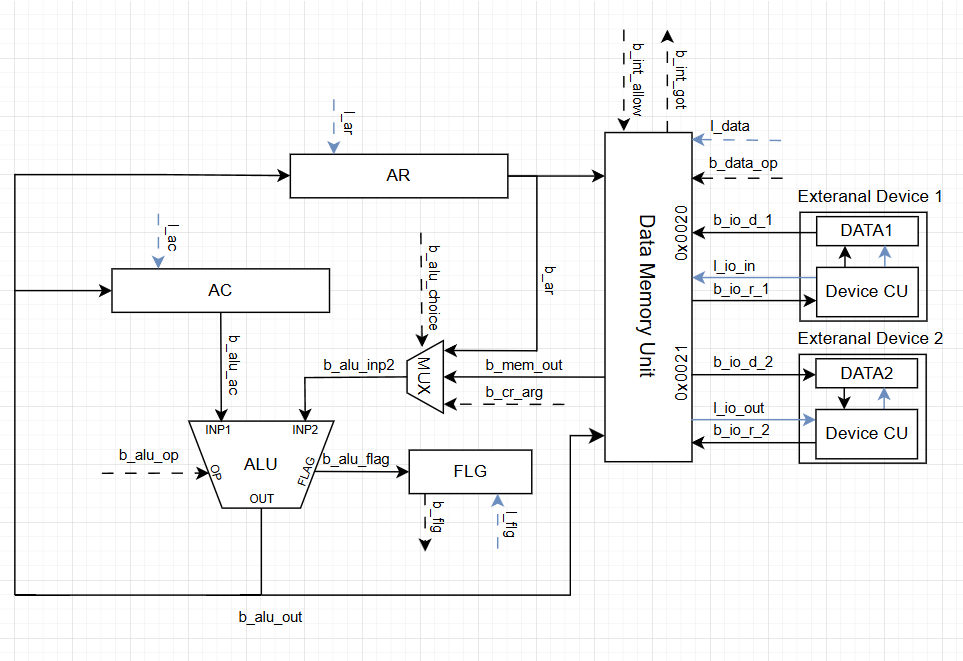 b_int_allow
b_int_got
l_ar
l_data
b_data_op
AR
Exteranal Device 1
0x0020
b_io_d_1
DATA1
l_ac
b_alu_choice
b_ar
l_io_in
AC
Data Memory Unit
b_io_r_1
Device CU
Exteranal Device 2
b_alu_ac
b_alu_inp2
MUX
b_mem_out
b_cr_arg
0x0021
b_io_d_2
DATA2
l_io_out
b_io_r_2
Device CU
INP1
INP2
b_alu_op
OP
ALU
FLAG
b_alu_flag
FLG
OUT
b_flg
l_flg
b_alu_out